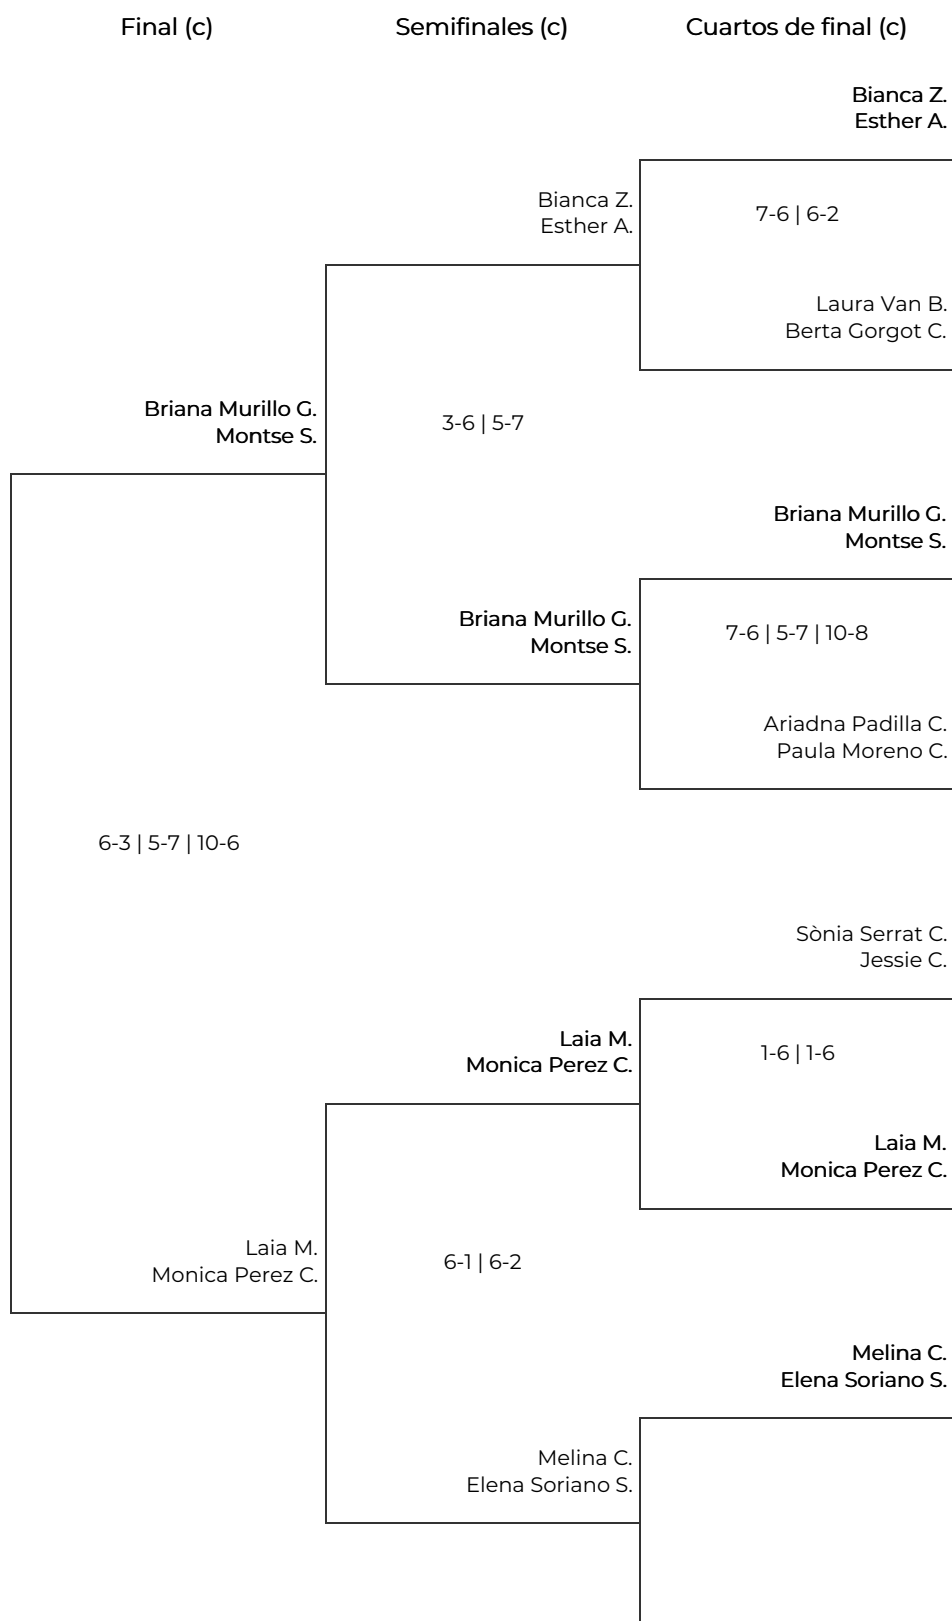 Final (c)
Semifinales (c)
Cuartos de final (c)
Bianca Z.
Esther A.
Bianca Z.
Esther A.
7-6 | 6-2
Laura Van B.
Berta Gorgot C.
Briana Murillo G.
Montse S.
3-6 | 5-7
Briana Murillo G.
Montse S.
Briana Murillo G.
Montse S.
7-6 | 5-7 | 10-8
Ariadna Padilla C.
Paula Moreno C.
6-3 | 5-7 | 10-6
Sònia Serrat C.
Jessie C.
Laia M.
Monica Perez C.
1-6 | 1-6
Laia M.
Monica Perez C.
Laia M.
Monica Perez C.
6-1 | 6-2
Melina C.
Elena Soriano S.
Melina C.
Elena Soriano S.